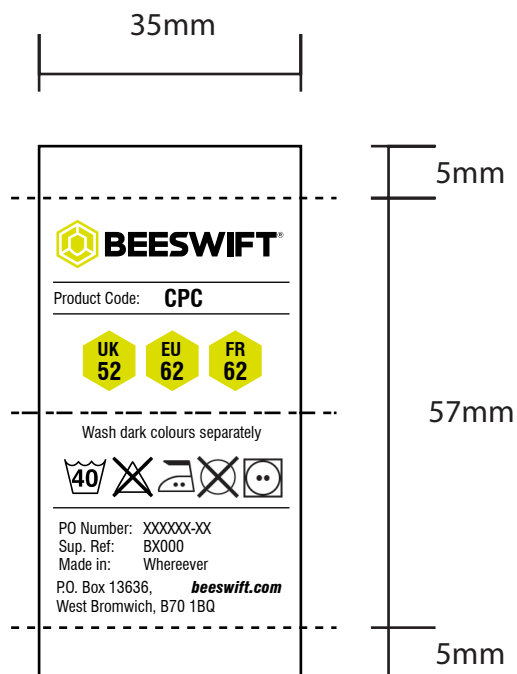 35mm
5mm
BEESWIFT®
Product Code: CPC
UK
52
EU
62
FR
62
57mm
Wash dark colours separately
40
PO Number: XXXXXX-XX
Sup. Ref: BX000
Made in: Whereever
P.O. Box 13636, beeswift.com
West Bromwich, B70 1BQ
5mm